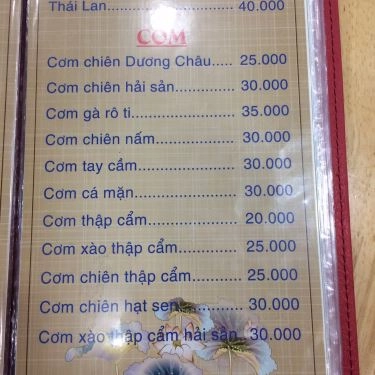 Thái Lan................................ 40.000
CƠM
Cơm chiên Dương Châu..... 25.000
Cơm chiên hải sản............ 30.000
Cơm gà rô ti..................... 35.000
Cơm chiên nấm................ 30.000
Cơm tay cầm.................... 30.000
Cơm cá mặn..................... 30.000
Cơm thập cẩm.................. 20.000
Cơm xào thập cẩm............ 25.000
Cơm chiên thập cẩm.......... 25.000
Cơm chiên hạt sen............ 30.000
Cơm xào thập cẩm hải sản 30.000